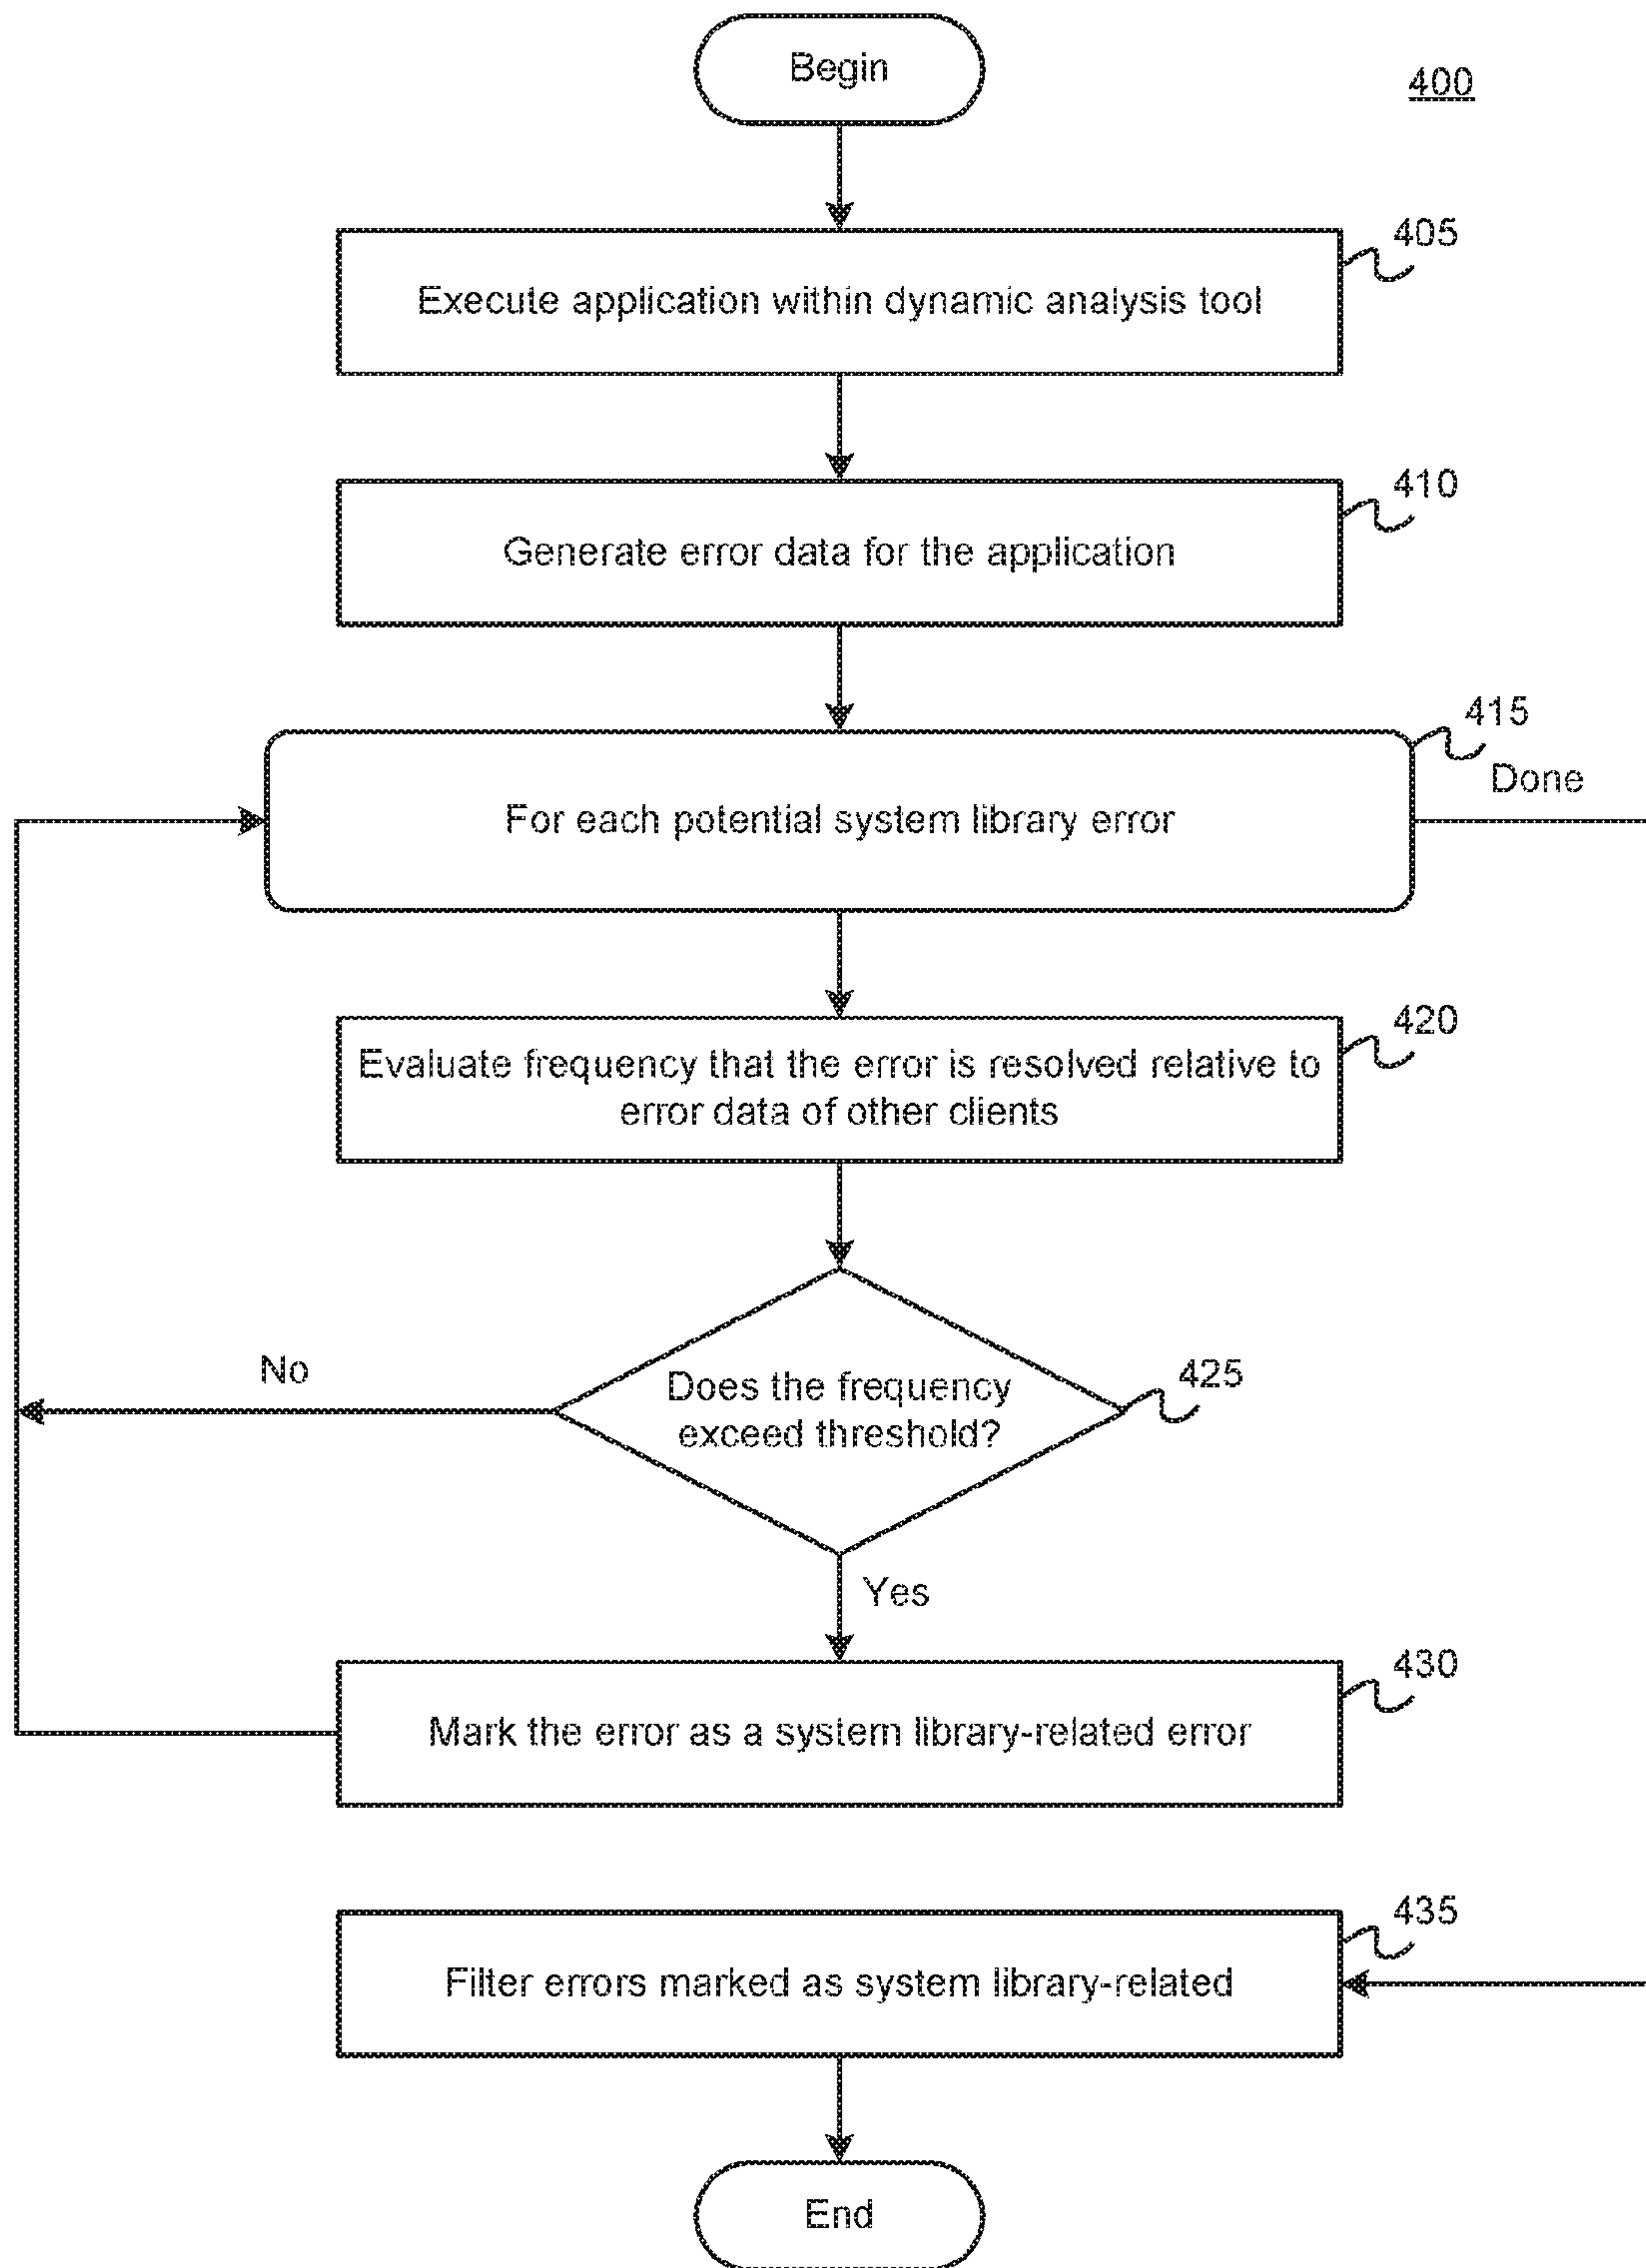 Begin
400
405
Execute application within dynamic analysis tool
410
Generate error data for the application
415
Done
For each potential system library error
420
Evaluate frequency that the error is resolved relative to
error data of other clients
No
425
Does the frequency
exceed threshold?
Yes
430
Mark the error as a system library-related error
435
Filter errors marked as system library-related
End